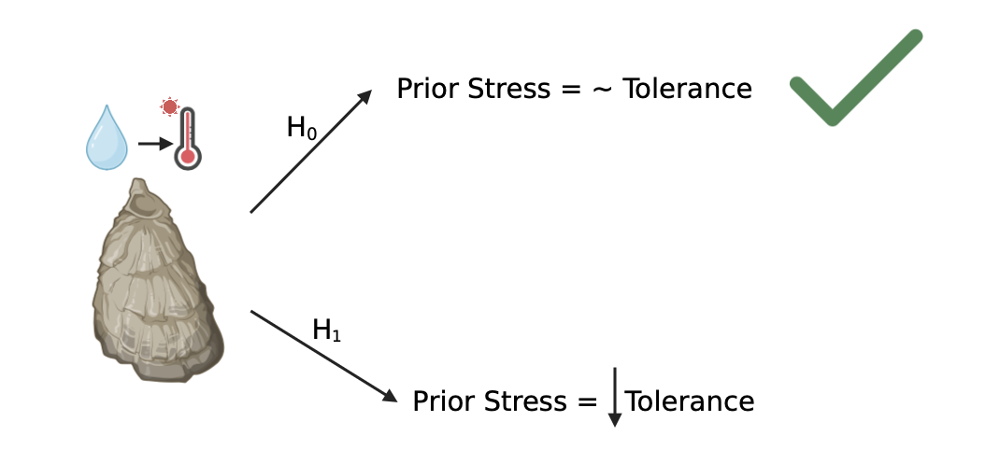 Prior Stress = ~ Tolerance
H₀
H₁
Prior Stress = ↓ Tolerance